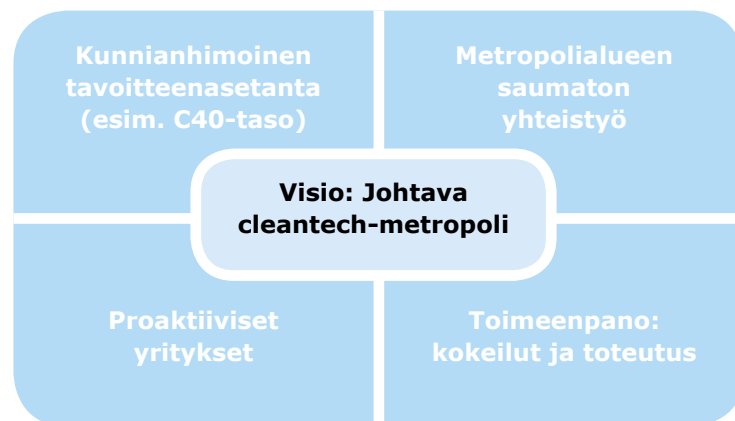 Kunnianhimoinen
tavoitteenasetanta
(esim. C40-taso)
Metropolialueen
saumaton
yhteistyö
Visio: Johtava
cleantech-metropoli
Proaktiiviset
yritykset
Toimeenpano:
kokeilut ja toteutus